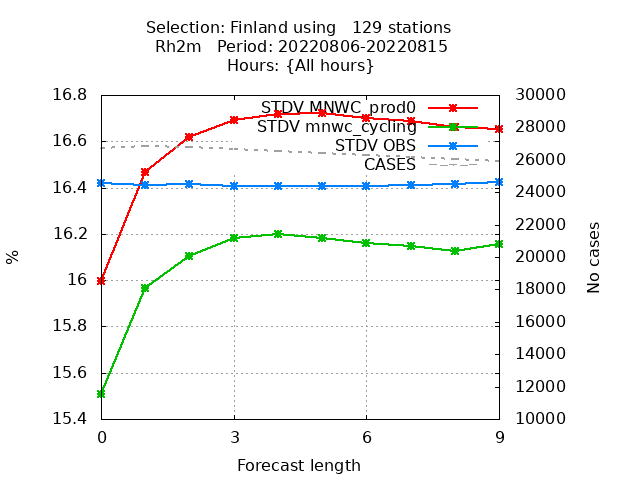 Selection: Finland using   129 stations
Rh2m   Period: 20220806-20220815
Hours: {All hours}
16.8
16.6
16.4
16.2
16
15.8
15.6
15.4
%
STDV MNWC_prod0
STDV mnwc_cycling
STDV OBS
CASES
30000
28000
26000
24000
22000
20000
18000
16000
14000
12000
10000
No cases
0 3 6 9
Forecast length